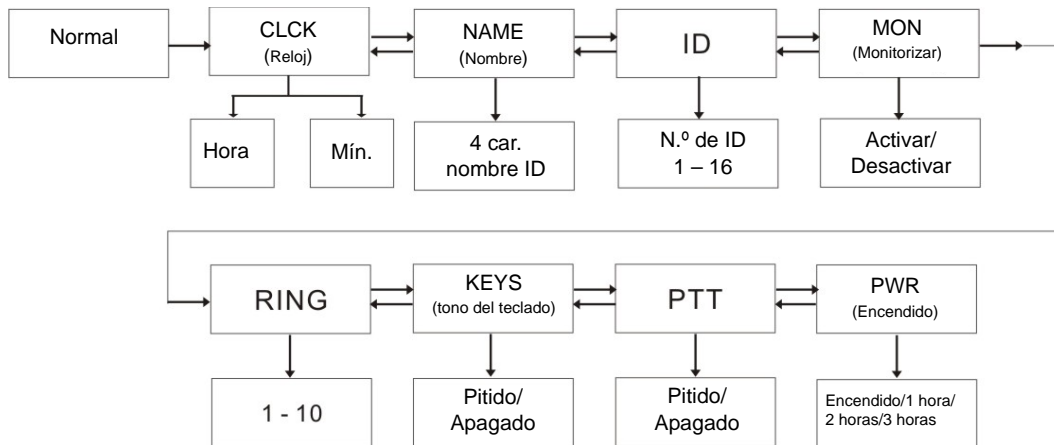 Normal
CLCK
(Reloj)
NAME
(Nombre)
ID
MON
(Monitorizar)
Hora
Mín.
4 car.
nombre ID
N.º de ID
1 – 16
Activar/
Desactivar
RING
KEYS
(tono del teclado)
PTT
PWR
(Encendido)
1 - 10
Pitido/
Apagado
Pitido/
Apagado
Encendido/1 hora/
2 horas/3 horas